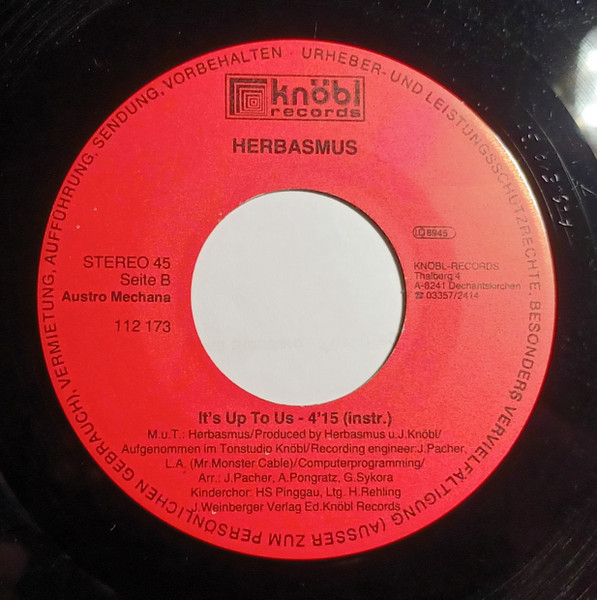 URHEBER- UND LEISTUNGSSCHUTZRECHTE, BESONDERS VERVIELFÄLTIGUNG (AUSSER ZUM PERSÖNLICHEN GEBRAUCH), VERMIETUNG, AUFFÜHRUNG, SENDUNG, VORBEHALTEN ·
knöbl
records
HERBASMUS
STEREO 45
Seite B
Austro Mechana
112 173
LC 8945
KNÖBL-RECORDS
Thalberg 4
A-8241 Dechantskirchen
☎ 03357/2414
It's Up To Us - 4'15 (instr.)
M.u.T.: Herbasmus/Produced by Herbasmus u.J.Knöbl/
Aufgenommen im Tonstudio Knöbl/Recording engineer:J.Pacher,
L.A. (Mr.Monster Cable)/Computerprogramming/
Arr.: J.Pacher, A.Pongratz, G.Sykora
Kinderchor: HS Pinggau, Ltg. H.Rehling
J.Weinberger Verlag Ed.Knöbl Records